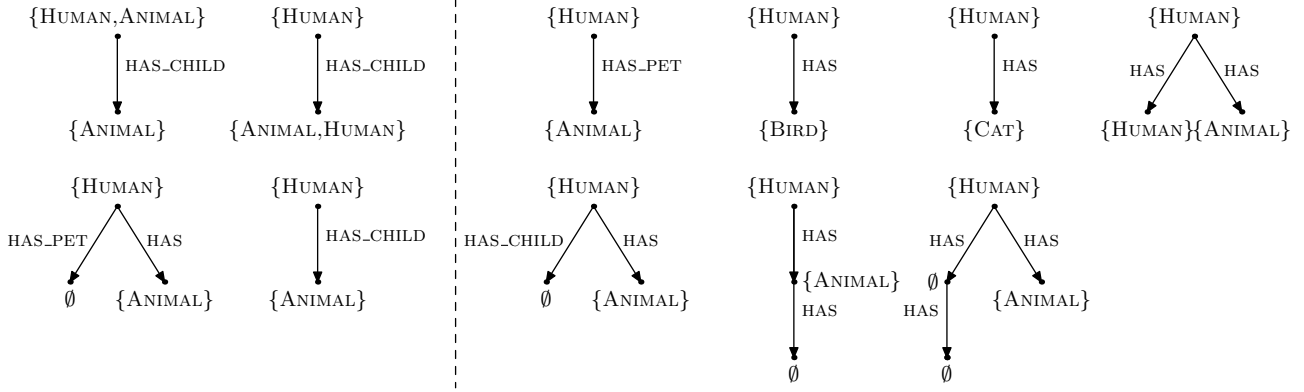 {HUMAN,ANIMAL} {HUMAN} {HUMAN} {HUMAN} {HUMAN} {HUMAN}
HAS_CHILD HAS_CHILD HAS_PET HAS HAS HAS HAS
{ANIMAL} {ANIMAL,HUMAN} {ANIMAL} {BIRD} {CAT} {HUMAN}{ANIMAL}
{HUMAN} {HUMAN} {HUMAN} {HUMAN} {HUMAN}
HAS_PET HAS HAS_CHILD HAS_CHILD HAS HAS HAS HAS
∅ {ANIMAL} {ANIMAL} ∅ {ANIMAL} {ANIMAL} ∅ {ANIMAL}
HAS HAS
∅ ∅